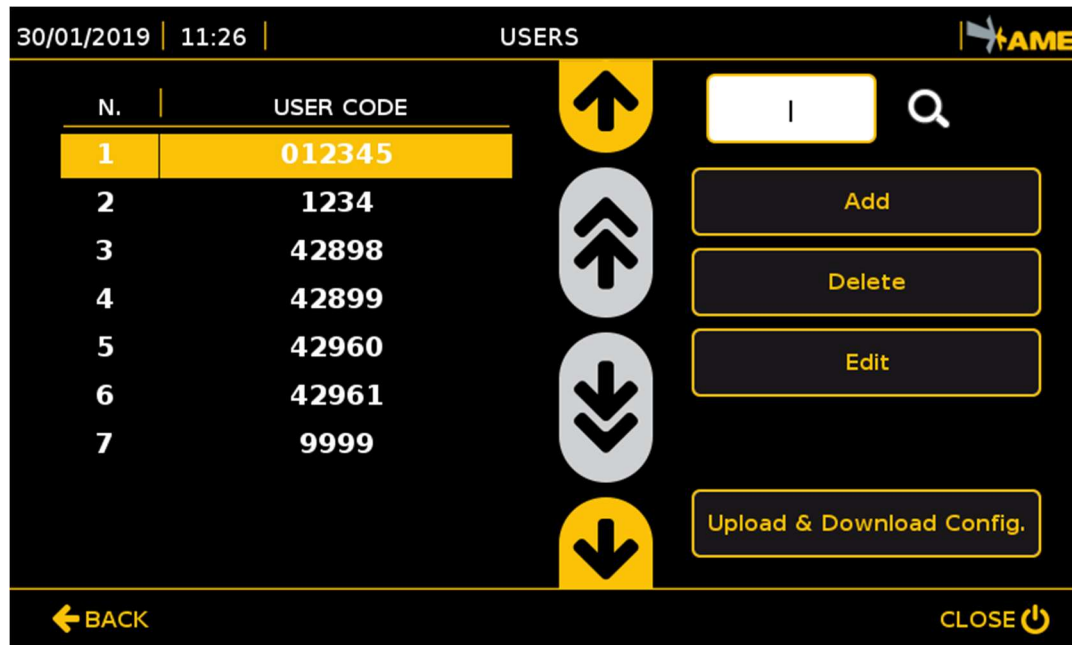 30/01/2019 11:26 USERS AME
N. USER CODE
1 012345
2 1234
3 42898
4 42899
5 42960
6 42961
7 9999
Add
Delete
Edit
Upload & Download Config.
BACK CLOSE